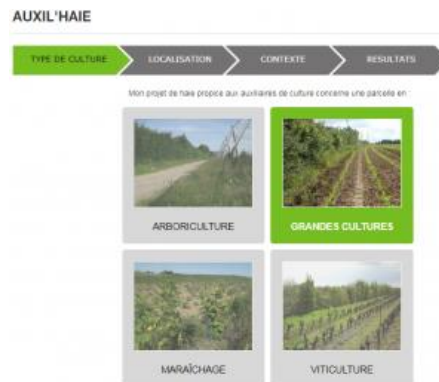 AUXIL'HAIE
TYPE DE CULTURE LOCALISATION CONTEXTE RESULTATS
Mon projet de haie propice aux auxiliaires de culture concerne une parcelle en :
ARBORICULTURE GRANDES CULTURES
MARAÎCHAGE VITICULTURE